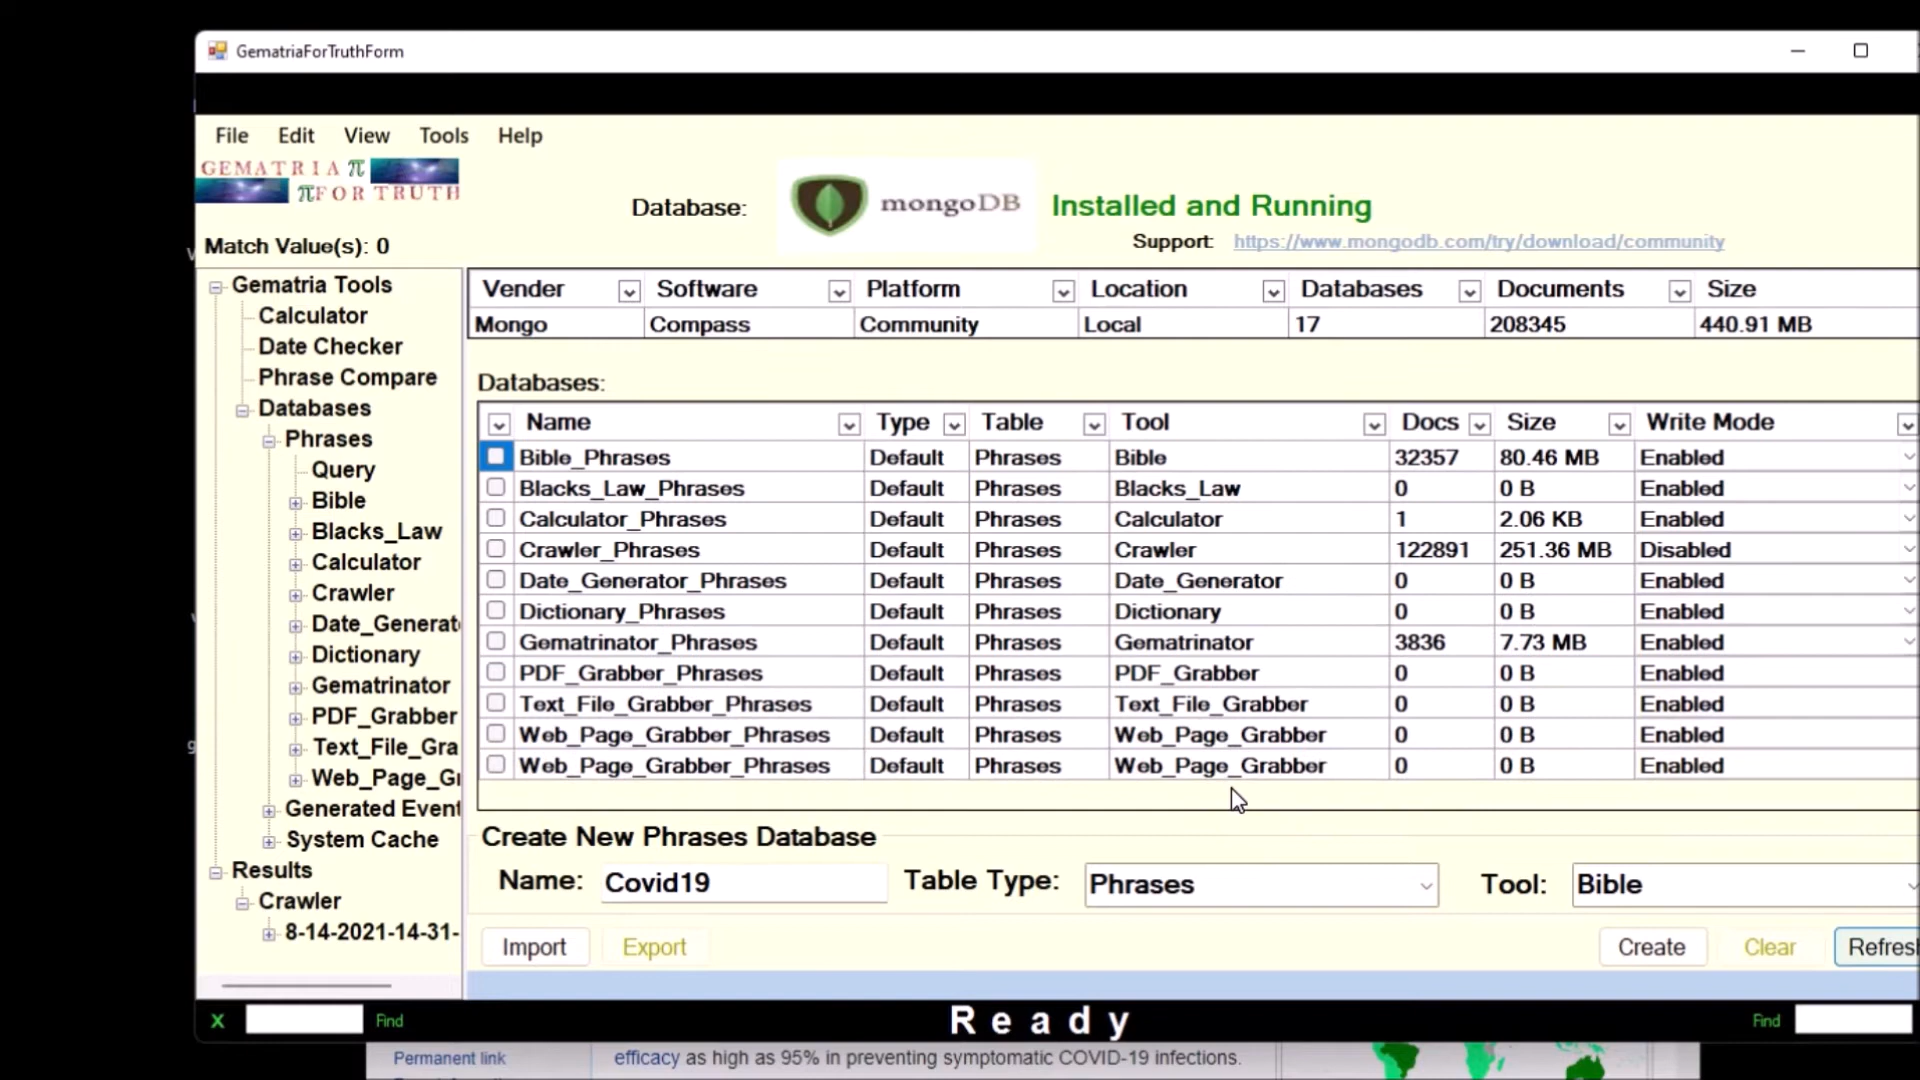 GematriaForTruthForm
File Edit View Tools Help
GEMATRIA π
πFOR TRUTH
Database: mongoDB Installed and Running
Support: https://www.mongodb.com/try/download/community
Match Value(s): 0
Gematria Tools
Calculator
Date Checker
Phrase Compare
Databases
Phrases
Query
Bible
Blacks_Law
Calculator
Crawler
Date_Generat
Dictionary
Gematrinator
PDF_Grabber
Text_File_Gra
Web_Page_G
Generated Event
System Cache
Results
Crawler
8-14-2021-14-31-
Vender Software Platform Location Databases Documents Size
Mongo Compass Community Local 17 208345 440.91 MB
Databases:
Name Type Table Tool Docs Size Write Mode
Bible_Phrases Default Phrases Bible 32357 80.46 MB Enabled
Blacks_Law_Phrases Default Phrases Blacks_Law 0 0 B Enabled
Calculator_Phrases Default Phrases Calculator 1 2.06 KB Enabled
Crawler_Phrases Default Phrases Crawler 122891 251.36 MB Disabled
Date_Generator_Phrases Default Phrases Date_Generator 0 0 B Enabled
Dictionary_Phrases Default Phrases Dictionary 0 0 B Enabled
Gematrinator_Phrases Default Phrases Gematrinator 3836 7.73 MB Enabled
PDF_Grabber_Phrases Default Phrases PDF_Grabber 0 0 B Enabled
Text_File_Grabber_Phrases Default Phrases Text_File_Grabber 0 0 B Enabled
Web_Page_Grabber_Phrases Default Phrases Web_Page_Grabber 0 0 B Enabled
Web_Page_Grabber_Phrases Default Phrases Web_Page_Grabber 0 0 B Enabled
Create New Phrases Database
Name: Covid19 Table Type: Phrases Tool: Bible
Import Export Create Clear Refres
X Find Ready Find
Permanent link efficacy as high as 95% in preventing symptomatic COVID-19 infections.